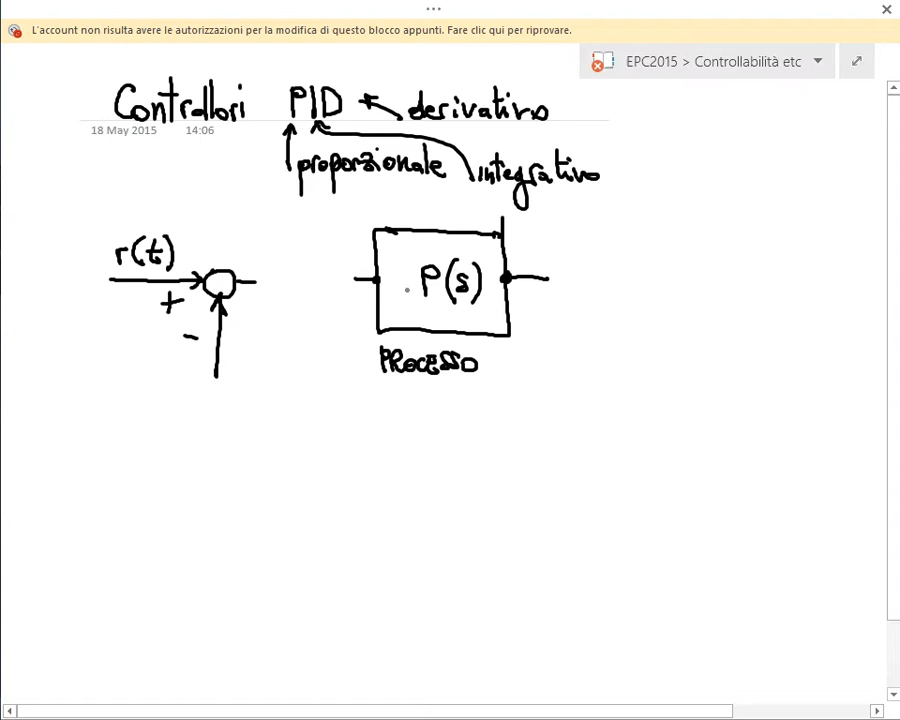 L'account non risulta avere le autorizzazioni per la modifica di questo blocco appunti. Fare clic qui per riprovare.
EPC2015 > Controllabilità etc
Controllori PID derivativo
18 May 2015 14:06
proporzionale integrativo
r(t)
+
-
P(s)
PROCESSO